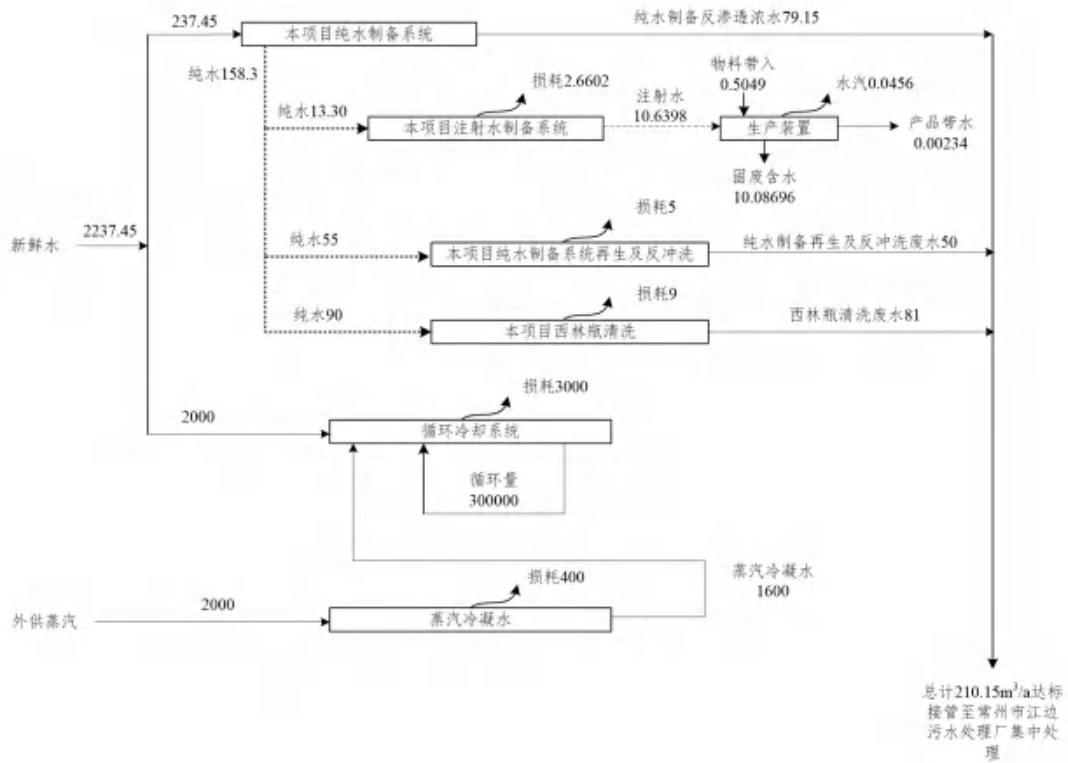 237.45
本项目纯水制备系统
纯水制备反渗透浓水79.15
纯水158.3
物料带入
0.5049
水汽0.0456
损耗2.6602
纯水13.30
本项目注射水制备系统
注射水
10.6398
生产装置
产品带水
0.00234
固废含水
10.08696
新鲜水
2237.45
损耗5
纯水55
本项目纯水制备系统再生及反冲洗
纯水制备再生及反冲洗废水50
损耗9
纯水90
本项目西林瓶清洗
西林瓶清洗废水81
损耗3000
2000
循环冷却系统
循环量
300000
损耗400
蒸汽冷凝水
1600
外供蒸汽
2000
蒸汽冷凝水
总计210.15m³/a达标
接管至常州市江边
污水处理厂集中处
理